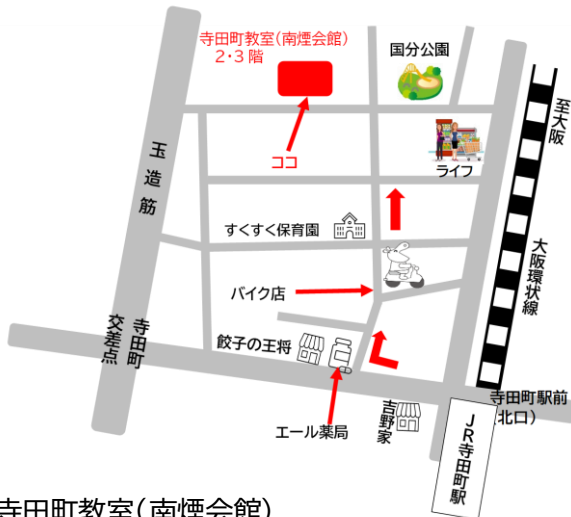 寺田町教室(南煙会館)
2・3 階
国分公園
至大阪
ココ
ライフ
玉造筋
すくすく保育園
大阪環状線
バイク店
寺田町
交差点
餃子の王将
寺田町駅前
(北口)
吉野家
エール薬局
JR寺田町駅
寺田町教室(南煙会館)